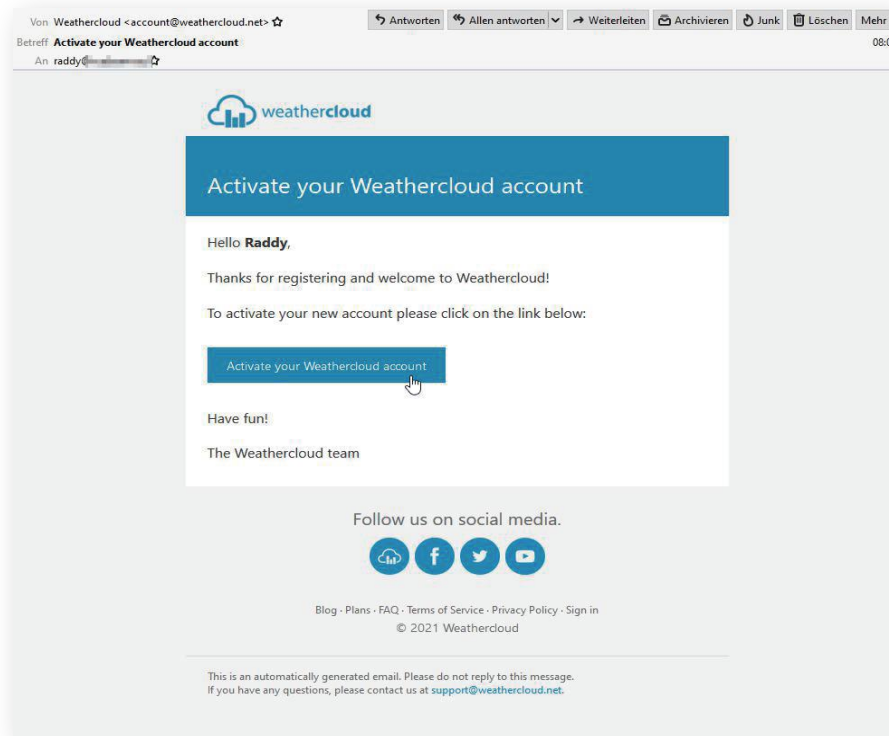 Von Weathercloud <account@weathercloud.net>
Antworten Allen antworten Weiterleiten Archivieren Junk Löschen Mehr
Betreff Activate your Weathercloud account
An raddy@
weathercloud
Activate your Weathercloud account
Hello Raddy,
Thanks for registering and welcome to Weathercloud!
To activate your new account please click on the link below:
Activate your Weathercloud account
Have fun!
The Weathercloud team
Follow us on social media.
Blog · Plans · FAQ · Terms of Service · Privacy Policy · Sign in
© 2021 Weathercloud
This is an automatically generated email. Please do not reply to this message.
If you have any questions, please contact us at support@weathercloud.net.